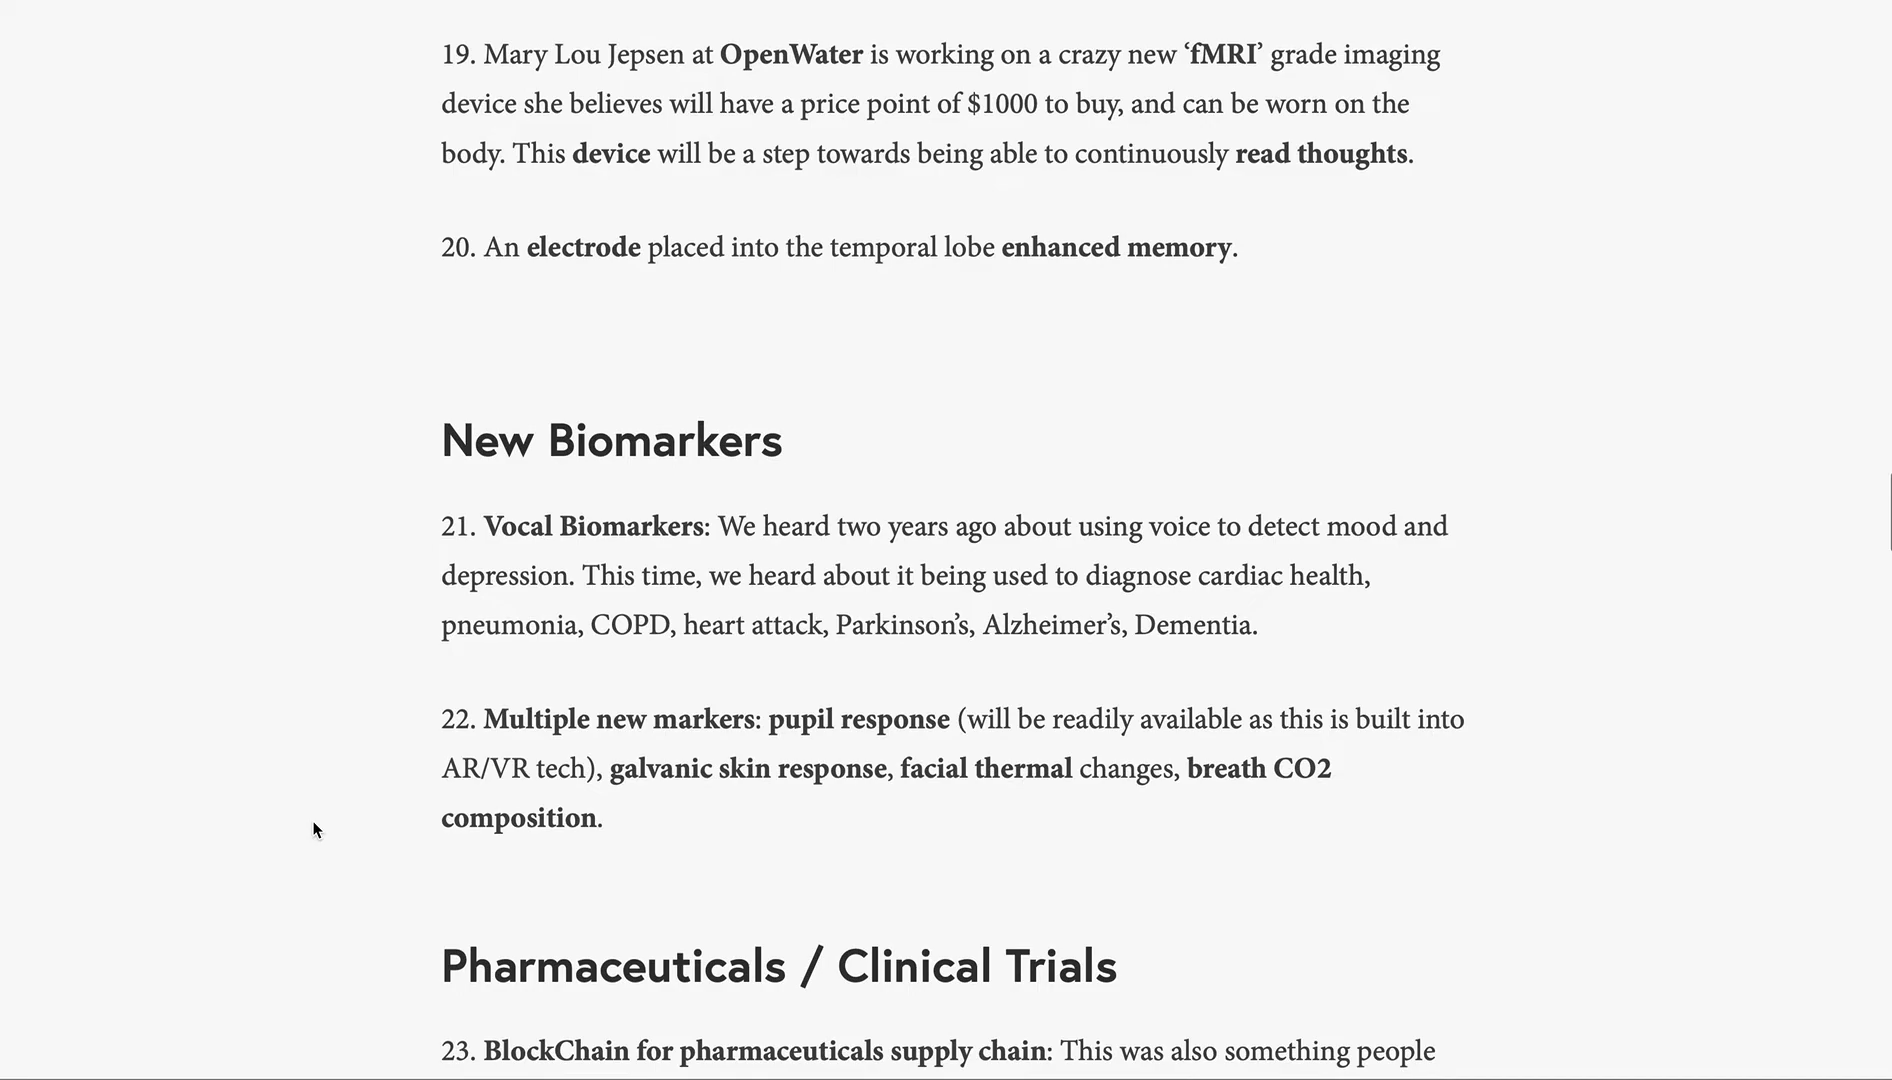 19. Mary Lou Jepsen at OpenWater is working on a crazy new ‘fMRI’ grade imaging
device she believes will have a price point of $1000 to buy, and can be worn on the
body. This device will be a step towards being able to continuously read thoughts.
20. An electrode placed into the temporal lobe enhanced memory.
New Biomarkers
21. Vocal Biomarkers: We heard two years ago about using voice to detect mood and
depression. This time, we heard about it being used to diagnose cardiac health,
pneumonia, COPD, heart attack, Parkinson’s, Alzheimer’s, Dementia.
22. Multiple new markers: pupil response (will be readily available as this is built into
AR/VR tech), galvanic skin response, facial thermal changes, breath CO2
composition.
Pharmaceuticals / Clinical Trials
23. BlockChain for pharmaceuticals supply chain: This was also something people